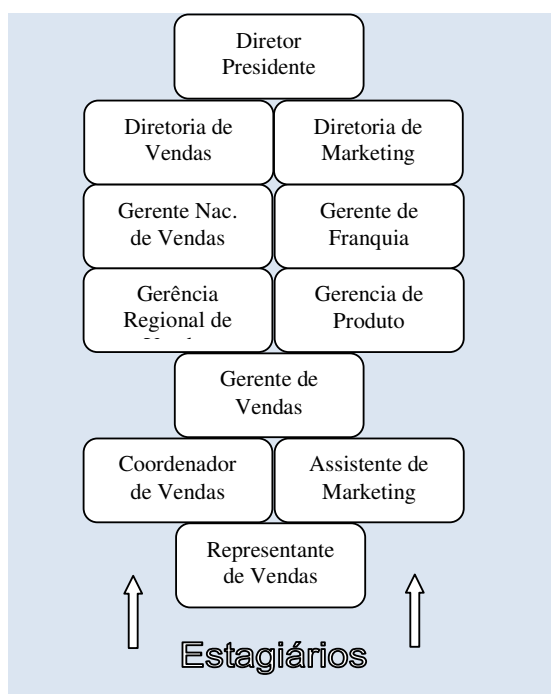 Diretor
Presidente
Diretoria de
Vendas
Diretoria de
Marketing
Gerente Nac.
de Vendas
Gerente de
Franquia
Gerência
Regional de
Gerencia de
Produto
Gerente de
Vendas
Coordenador
de Vendas
Assistente de
Marketing
Representante
de Vendas
Estagiários